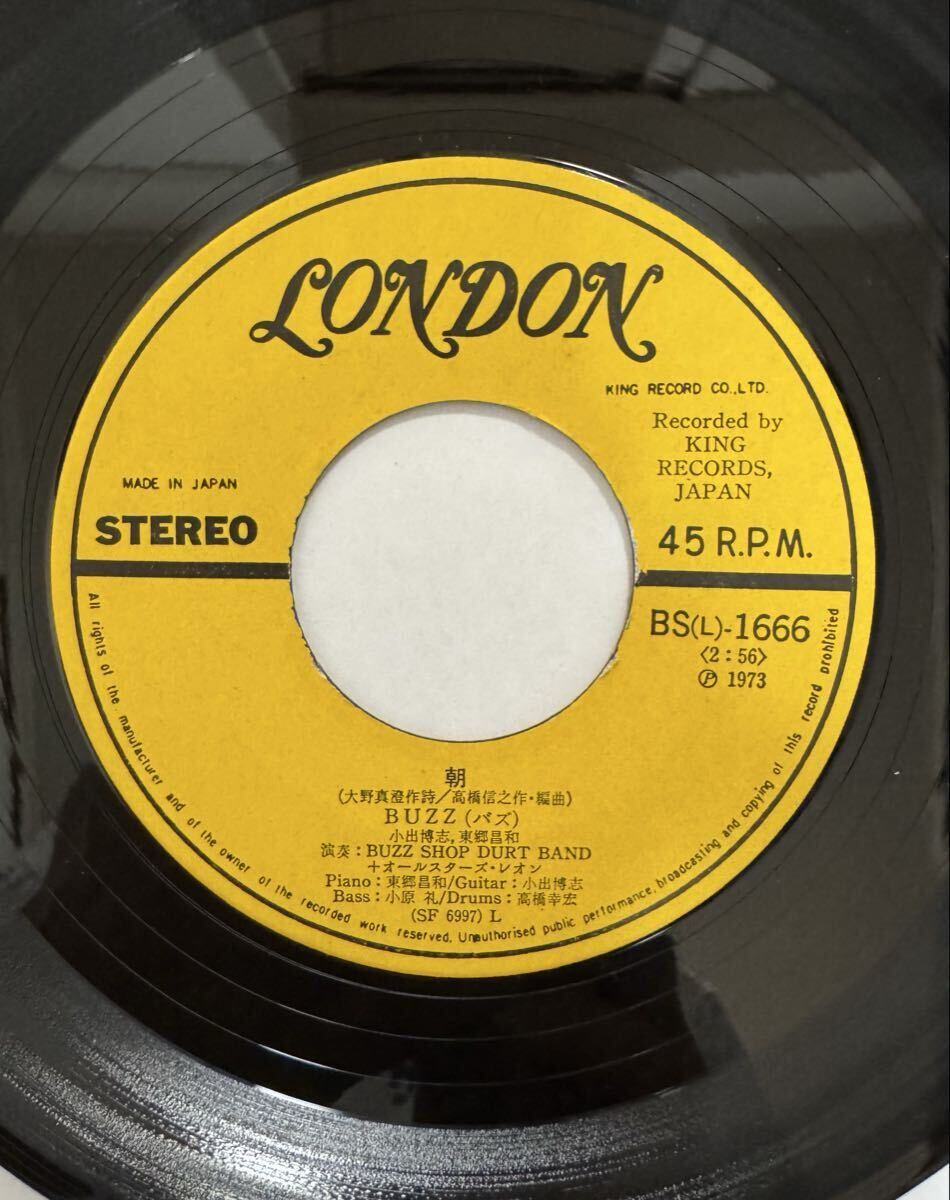 LONDON
KING RECORD CO.,LTD.
Recorded by
KING
RECORDS,
JAPAN
MADE IN JAPAN
STEREO
45 R.P.M.
BS(L)-1666
〈2:56〉
Ⓟ 1973
朝
(大野真澄作詩/高橋信之作・編曲)
BUZZ(バズ)
小出博志,東郷昌和
演奏:BUZZ SHOP DURT BAND
+オールスターズ・レオン
Piano:東郷昌和/Guitar:小出博志
Bass:小原 礼/Drums:高橋幸宏
(SF 6997) L
All rights of the manufacturer and of the owner of the recorded work reserved. Unauthorised public performance, broadcasting and copying of this record prohibited